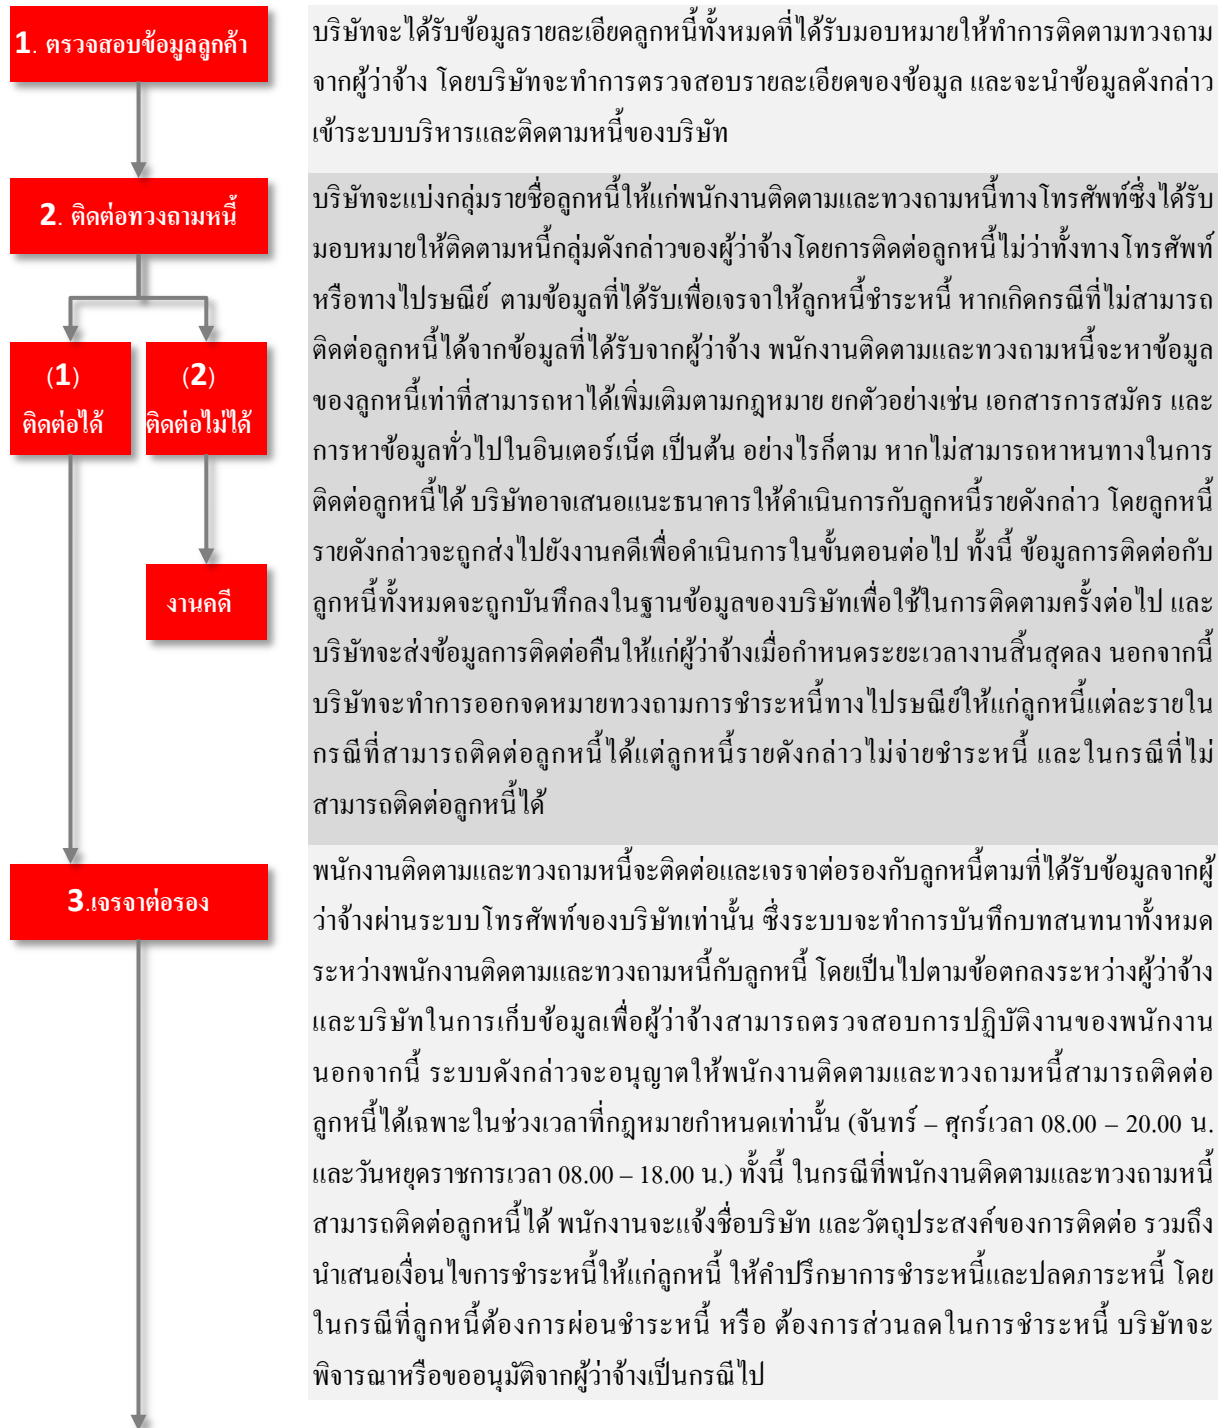 1. ตรวจสอบข้อมูลลูกค้า
บริษัทจะได้รับข้อมูลรายละเอียดลูกหนี้ทั้งหมดที่ได้รับมอบหมายให้ทำการติดตามทวงถาม
จากผู้ว่าจ้าง โดยบริษัทจะทำการตรวจสอบรายละเอียดของข้อมูล และจะนำข้อมูลดังกล่าว
เข้าระบบบริหารและติดตามหนี้ของบริษัท
2. ติดต่อทวงถามหนี้
(1)
ติดต่อได้
(2)
ติดต่อไม่ได้
งานคดี
บริษัทจะแบ่งกลุ่มรายชื่อลูกหนี้ให้แก่พนักงานติดตามและทวงถามหนี้ทางโทรศัพท์ซึ่งได้รับ
มอบหมายให้ติดตามหนี้กลุ่มดังกล่าวของผู้ว่าจ้างโดยการติดต่อลูกหนี้ไม่ว่าทั้งทางโทรศัพท์
หรือทางไปรษณีย์ ตามข้อมูลที่ได้รับเพื่อเจรจาให้ลูกหนี้ชำระหนี้ หากเกิดกรณีที่ไม่สามารถ
ติดต่อลูกหนี้ได้จากข้อมูลที่ได้รับจากผู้ว่าจ้าง พนักงานติดตามและทวงถามหนี้จะหาข้อมูล
ของลูกหนี้เท่าที่สามารถหาได้เพิ่มเติมตามกฎหมาย ยกตัวอย่างเช่น เอกสารการสมัคร และ
การหาข้อมูลทั่วไปในอินเตอร์เน็ต เป็นต้น อย่างไรก็ตาม หากไม่สามารถหาหนทางในการ
ติดต่อลูกหนี้ได้ บริษัทอาจเสนอแนะธนาคารให้ดำเนินการกับลูกหนี้รายดังกล่าว โดยลูกหนี้
รายดังกล่าวจะถูกส่งไปยังงานคดีเพื่อดำเนินการในขั้นตอนต่อไป ทั้งนี้ ข้อมูลการติดต่อกับ
ลูกหนี้ทั้งหมดจะถูกบันทึกลงในฐานข้อมูลของบริษัทเพื่อใช้ในการติดตามครั้งต่อไป และ
บริษัทจะส่งข้อมูลการติดต่อคืนให้แก่ผู้ว่าจ้างเมื่อกำหนดระยะเวลางานสิ้นสุดลง นอกจากนี้
บริษัทจะทำการออกจดหมายทวงถามการชำระหนี้ทางไปรษณีย์ให้แก่ลูกหนี้แต่ละรายใน
กรณีที่สามารถติดต่อลูกหนี้ได้แต่ลูกหนี้รายดังกล่าวไม่จ่ายชำระหนี้ และในกรณีที่ไม่
สามารถติดต่อลูกหนี้ได้
3.เจรจาต่อรอง
พนักงานติดตามและทวงถามหนี้จะติดต่อและเจรจาต่อรองกับลูกหนี้ตามที่ได้รับข้อมูลจากผู้
ว่าจ้างผ่านระบบโทรศัพท์ของบริษัทเท่านั้น ซึ่งระบบจะทำการบันทึกบทสนทนาทั้งหมด
ระหว่างพนักงานติดตามและทวงถามหนี้กับลูกหนี้ โดยเป็นไปตามข้อตกลงระหว่างผู้ว่าจ้าง
และบริษัทในการเก็บข้อมูลเพื่อผู้ว่าจ้างสามารถตรวจสอบการปฏิบัติงานของพนักงาน
นอกจากนี้ ระบบดังกล่าวจะอนุญาตให้พนักงานติดตามและทวงถามหนี้สามารถติดต่อ
ลูกหนี้ได้เฉพาะในช่วงเวลาที่กฎหมายกำหนดเท่านั้น (จันทร์ – ศุกร์เวลา 08.00 – 20.00 น.
และวันหยุดราชการเวลา 08.00 – 18.00 น.) ทั้งนี้ ในกรณีที่พนักงานติดตามและทวงถามหนี้
สามารถติดต่อลูกหนี้ได้ พนักงานจะแจ้งชื่อบริษัท และวัตถุประสงค์ของการติดต่อ รวมถึง
นำเสนอเงื่อนไขการชำระหนี้ให้แก่ลูกหนี้ ให้คำปรึกษาการชำระหนี้และปลดภาระหนี้ โดย
ในกรณีที่ลูกหนี้ต้องการผ่อนชำระหนี้ หรือ ต้องการส่วนลดในการชำระหนี้ บริษัทจะ
พิจารณาหรือขออนุมัติจากผู้ว่าจ้างเป็นกรณีไป